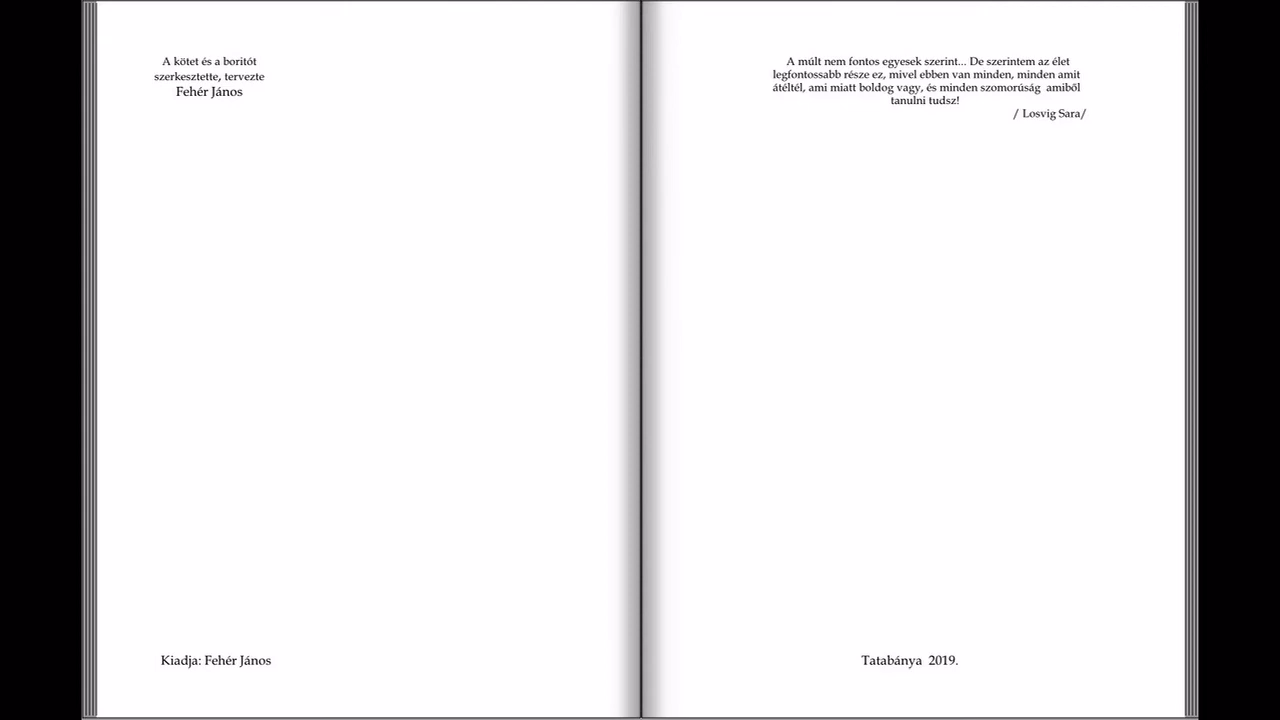 A kötet és a boritót
szerkesztette, tervezte
Fehér János
Kiadja: Fehér János
A múlt nem fontos egyesek szerint... De szerintem az élet
legfontosabb része ez, mivel ebben van minden, minden amit
átéltél, ami miatt boldog vagy, és minden szomorúság amiből
tanulni tudsz!
/ Losvig Sara/
Tatabánya 2019.